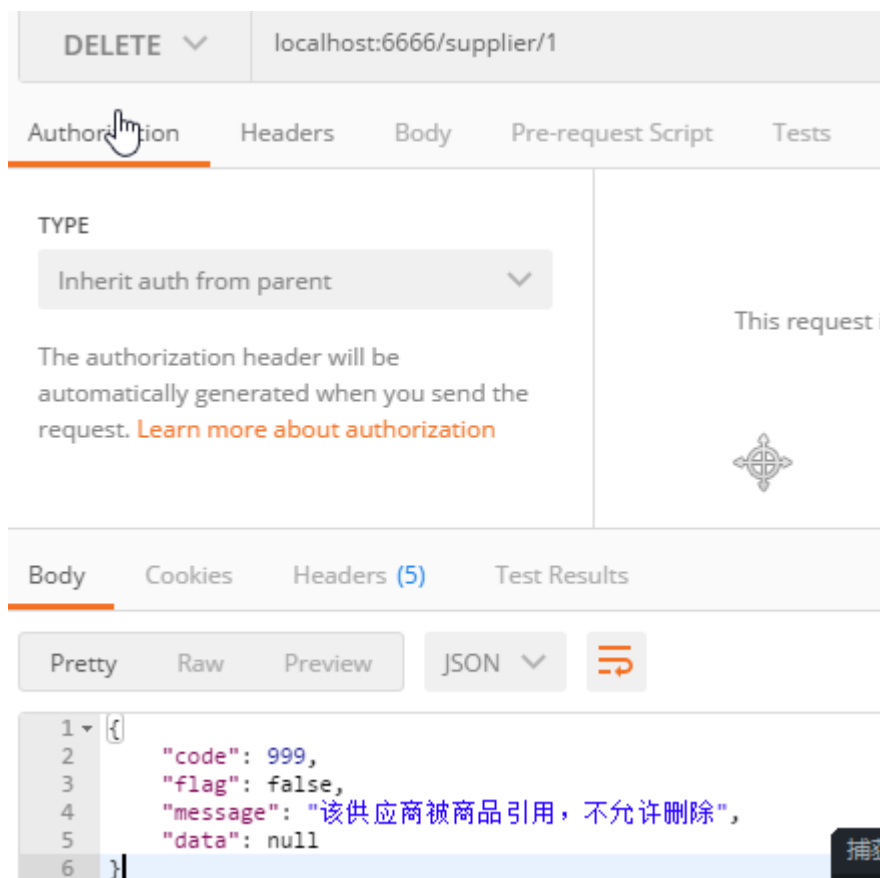 DELETE localhost:6666/supplier/1
Authorization Headers Body Pre-request Script Tests
TYPE
Inherit auth from parent
This request
The authorization header will be
automatically generated when you send the
request. Learn more about authorization
Body Cookies Headers (5) Test Results
Pretty Raw Preview JSON
1 {
2 "code": 999,
3 "flag": false,
4 "message": "该供应商被商品引用，不允许删除",
5 "data": null
6 }
捕